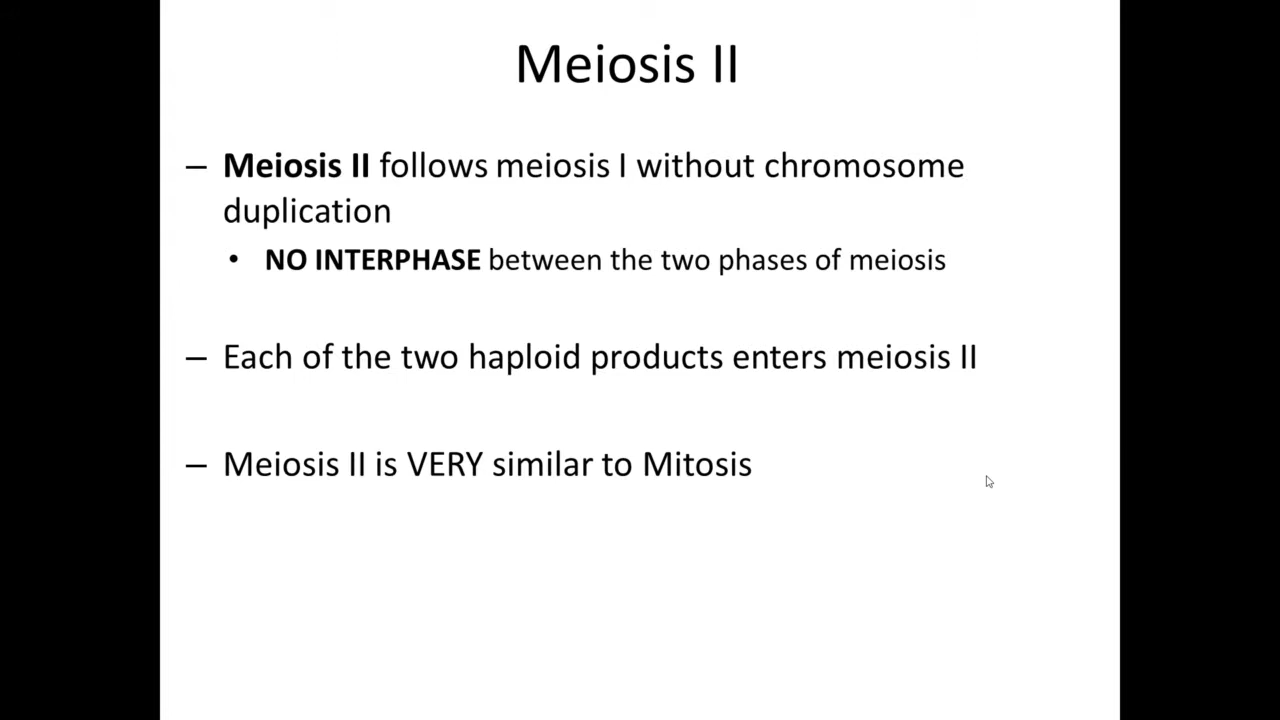 Meiosis II
– Meiosis II follows meiosis I without chromosome
duplication
• NO INTERPHASE between the two phases of meiosis
– Each of the two haploid products enters meiosis II
– Meiosis II is VERY similar to Mitosis